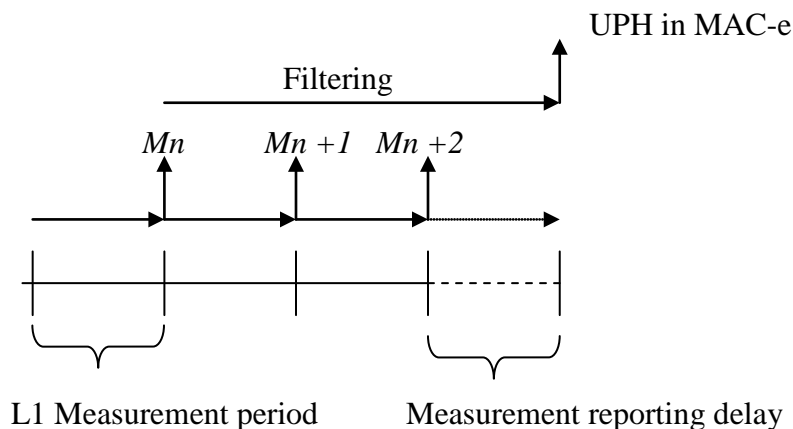 UPH in MAC-e
Filtering
Mn Mn +1 Mn +2
L1 Measurement period Measurement reporting delay